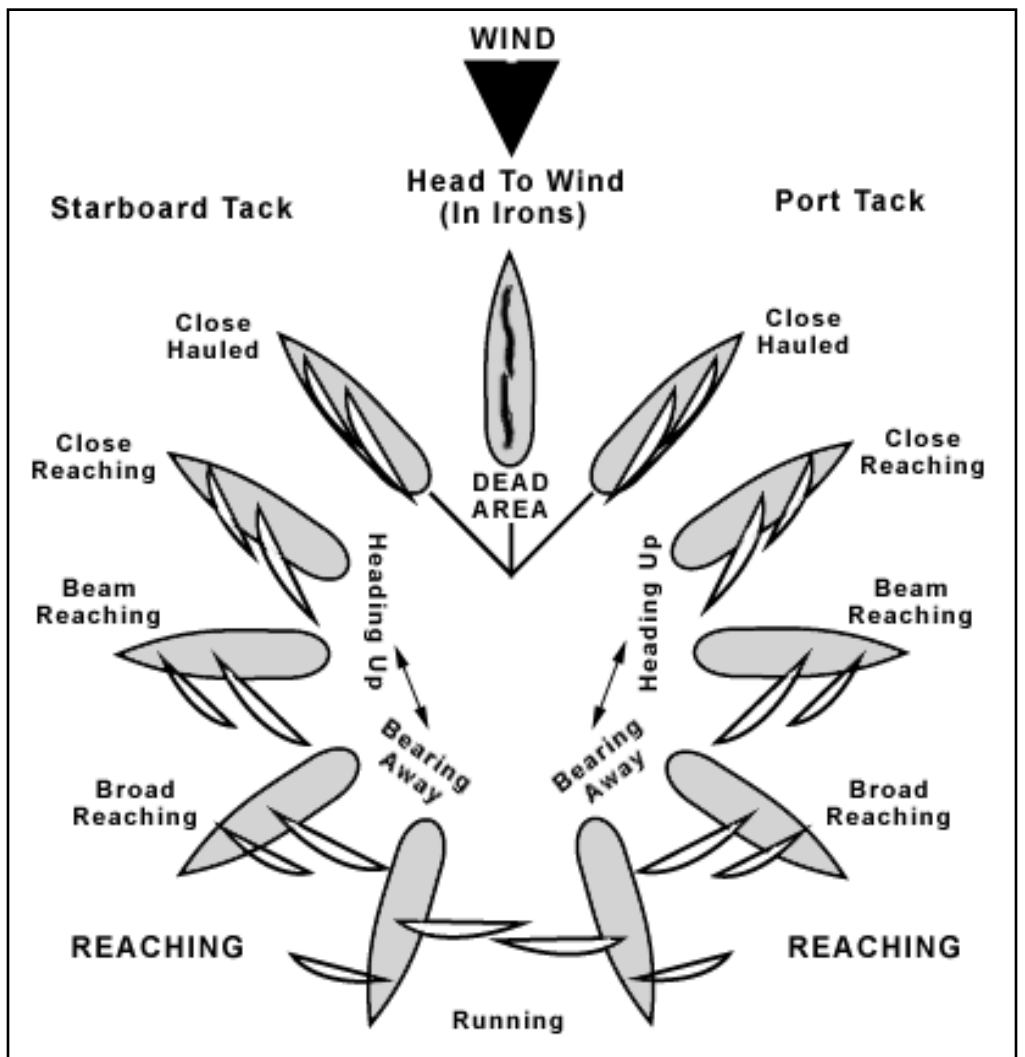 WIND
Head To Wind
(In Irons)
Starboard Tack
Port Tack
Close
Hauled
Close
Hauled
Close
Reaching
Close
Reaching
DEAD
AREA
Heading Up
Heading Up
Beam
Reaching
Beam
Reaching
Bearing
Away
Bearing
Away
Broad
Reaching
Broad
Reaching
REACHING
REACHING
Running